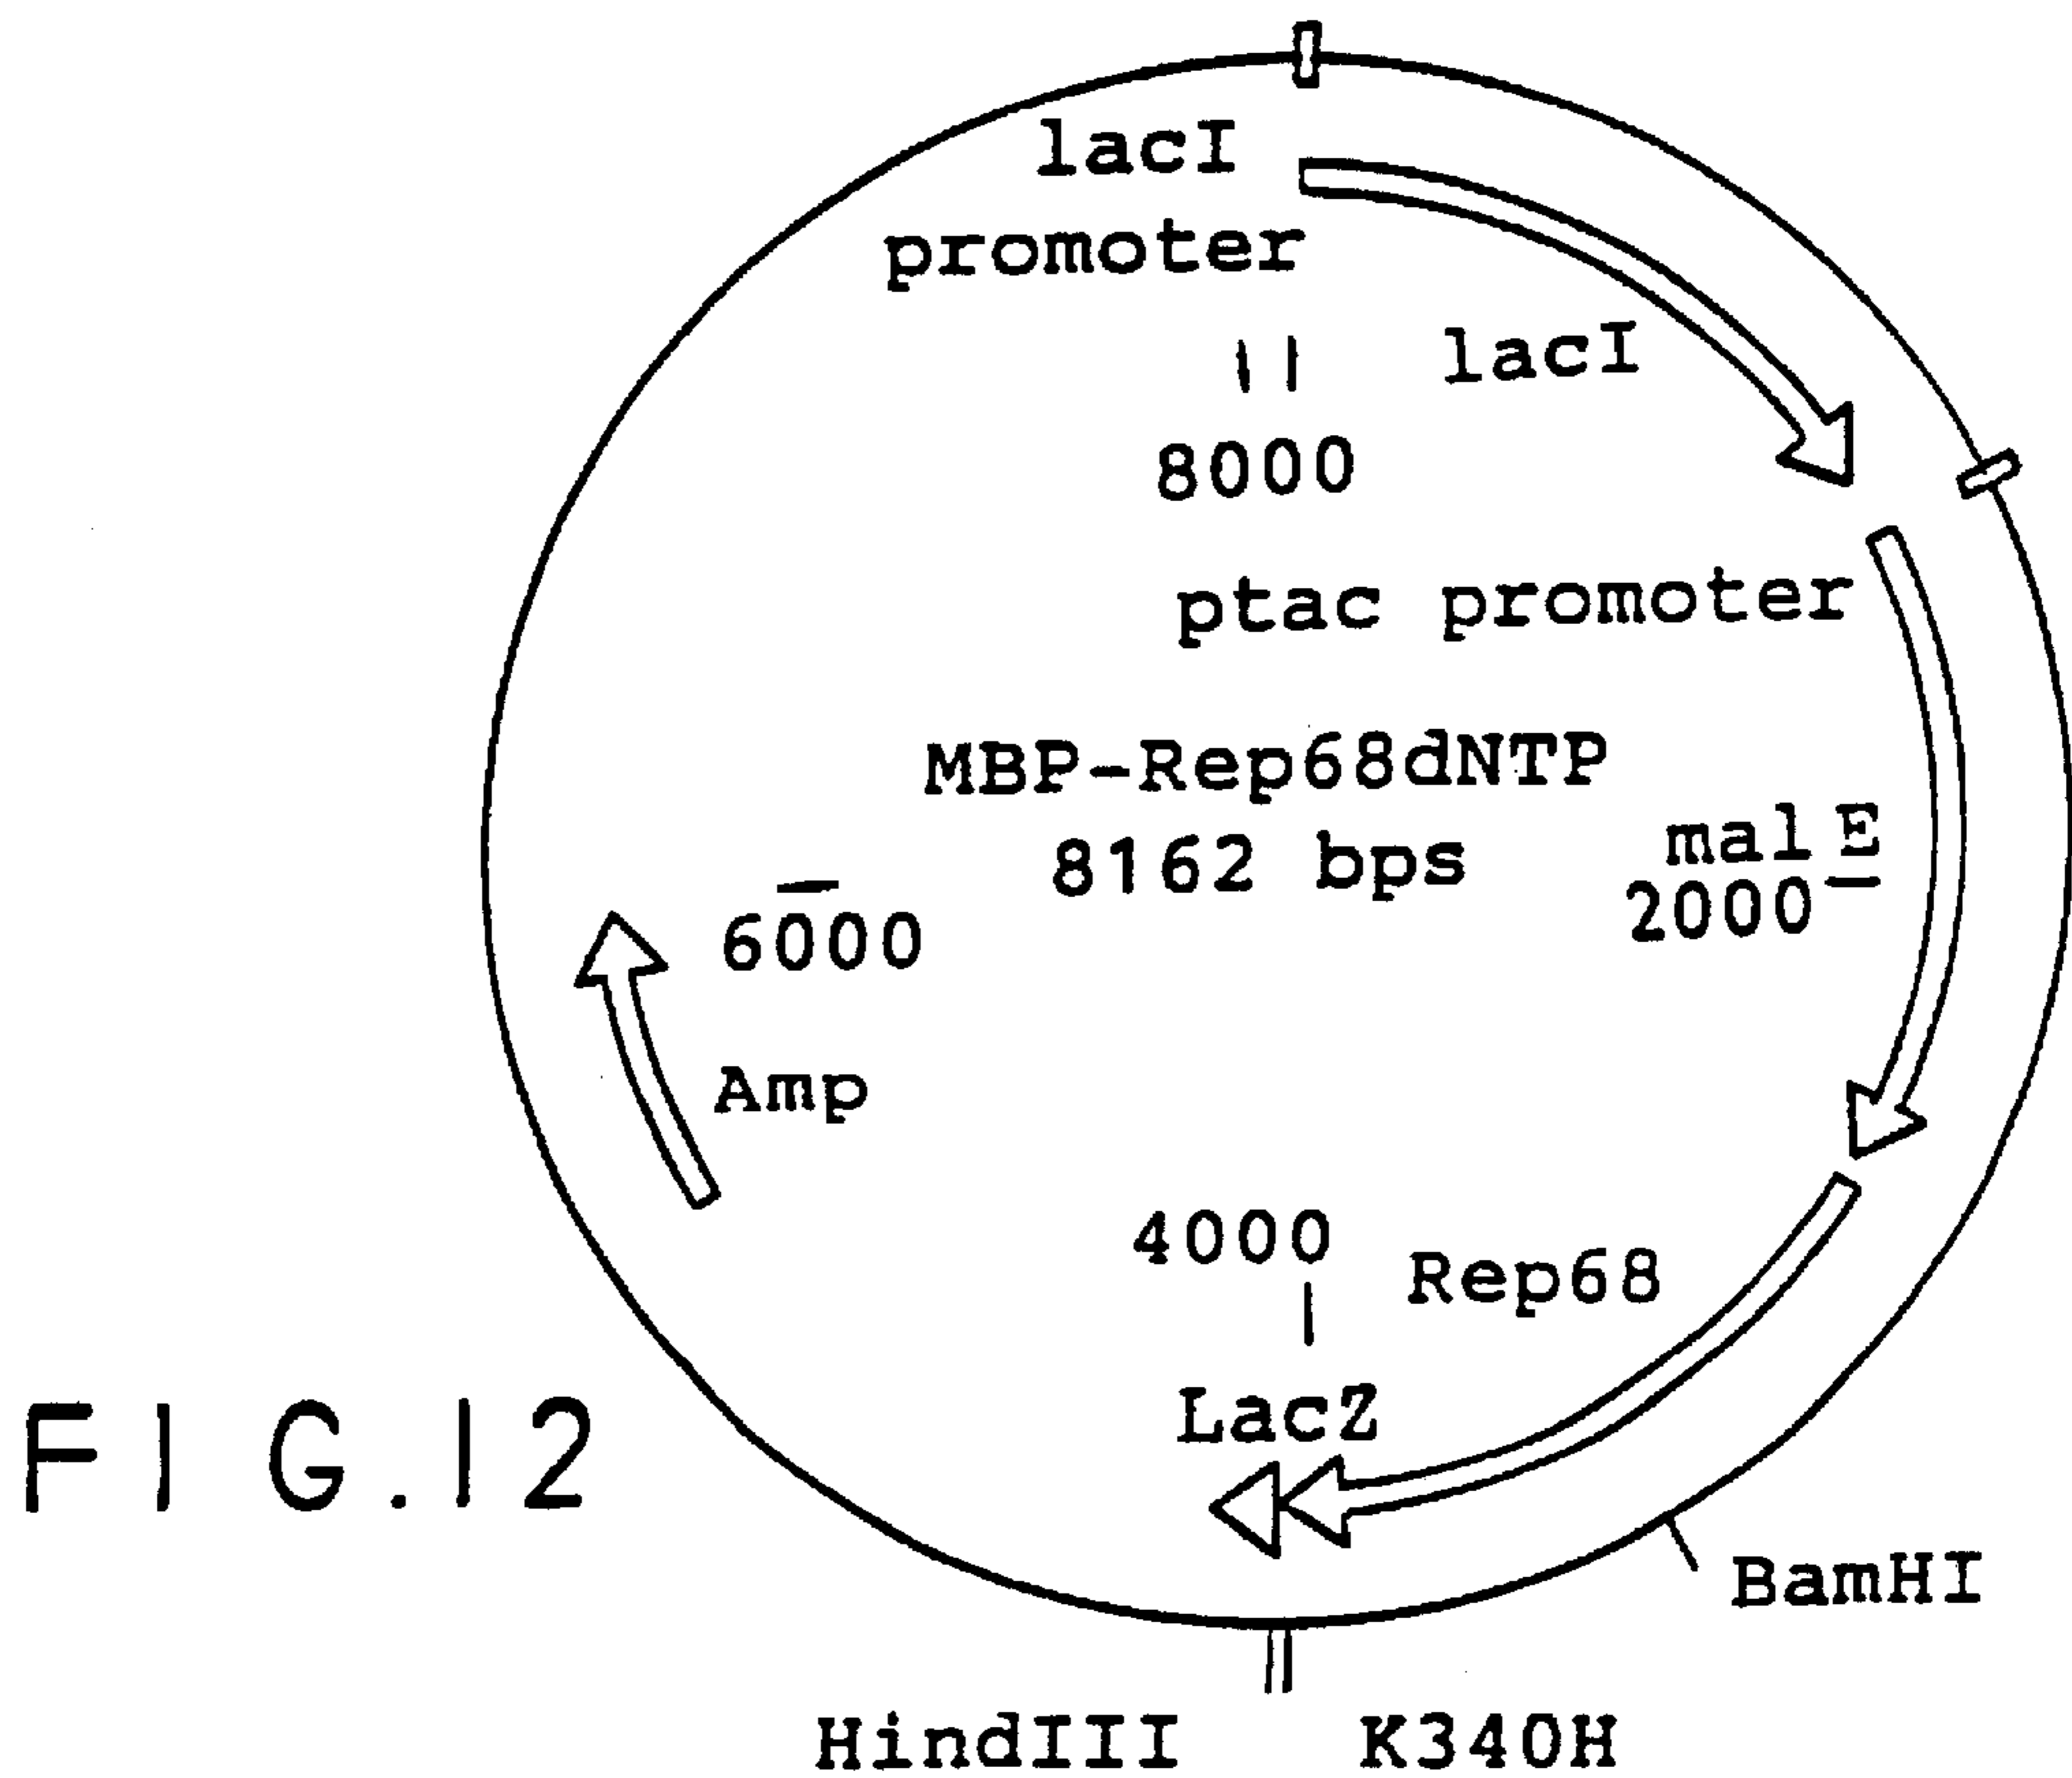 lacI
promoter
lacI
8000
ptac promoter
MBP-Rep68dNTP
8162 bps
mal E
2000
6000
Amp
4000
Rep68
LacZ
FIG.12
BamHI
HindIII K340H